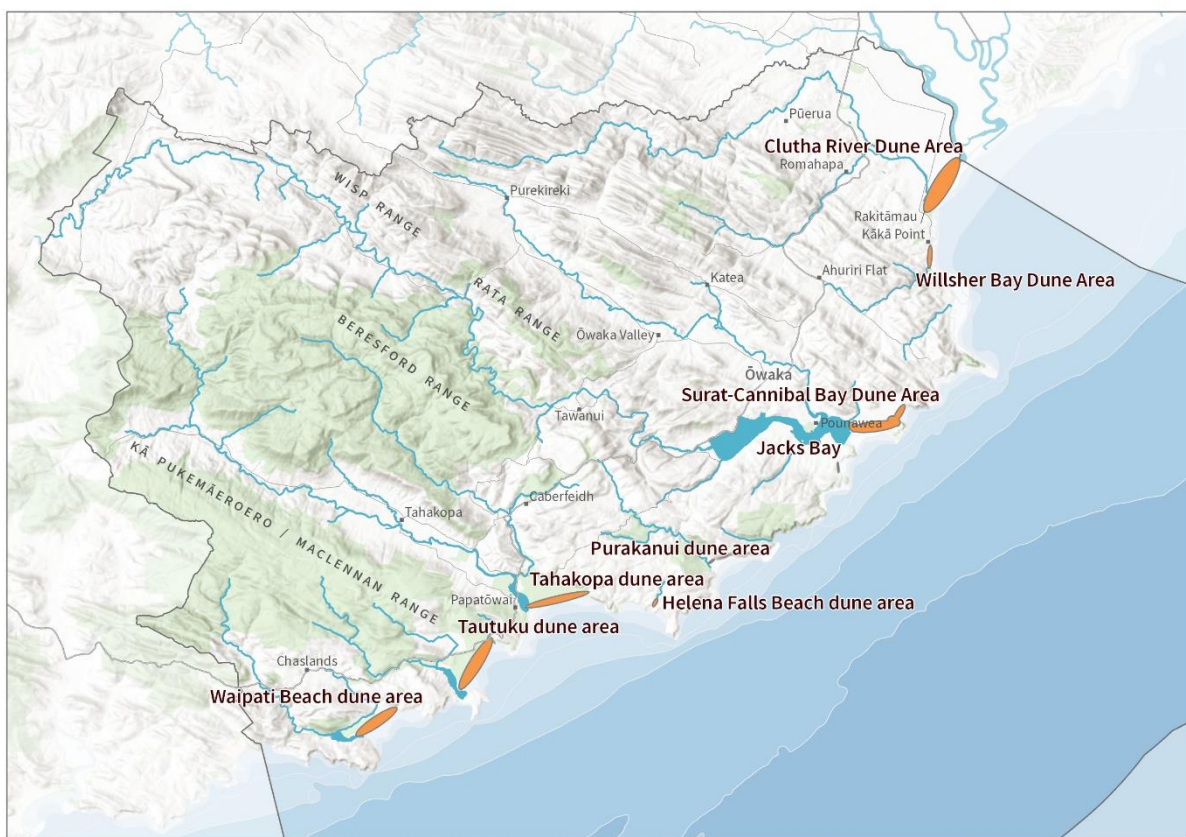 Pūerua
Clutha River Dune Area
Romahapa
WISP RANGE
Purekireki
Rakitāmau
Kākā Point
Katea
Ahuriri Flat
Willsher Bay Dune Area
RATA RANGE
BERESFORD RANGE
Ōwaka Valley
Ōwaka
Surat-Cannibal Bay Dune Area
Tawanui
Pounawea
Jacks Bay
KĀ PUKEMĀEROERO / MACLENNAN RANGE
Caberfeidh
Tahakopa
Purakanui dune area
Tahakopa dune area
Papatōwai
Helena Falls Beach dune area
Tautuku dune area
Chaslands
Waipati Beach dune area